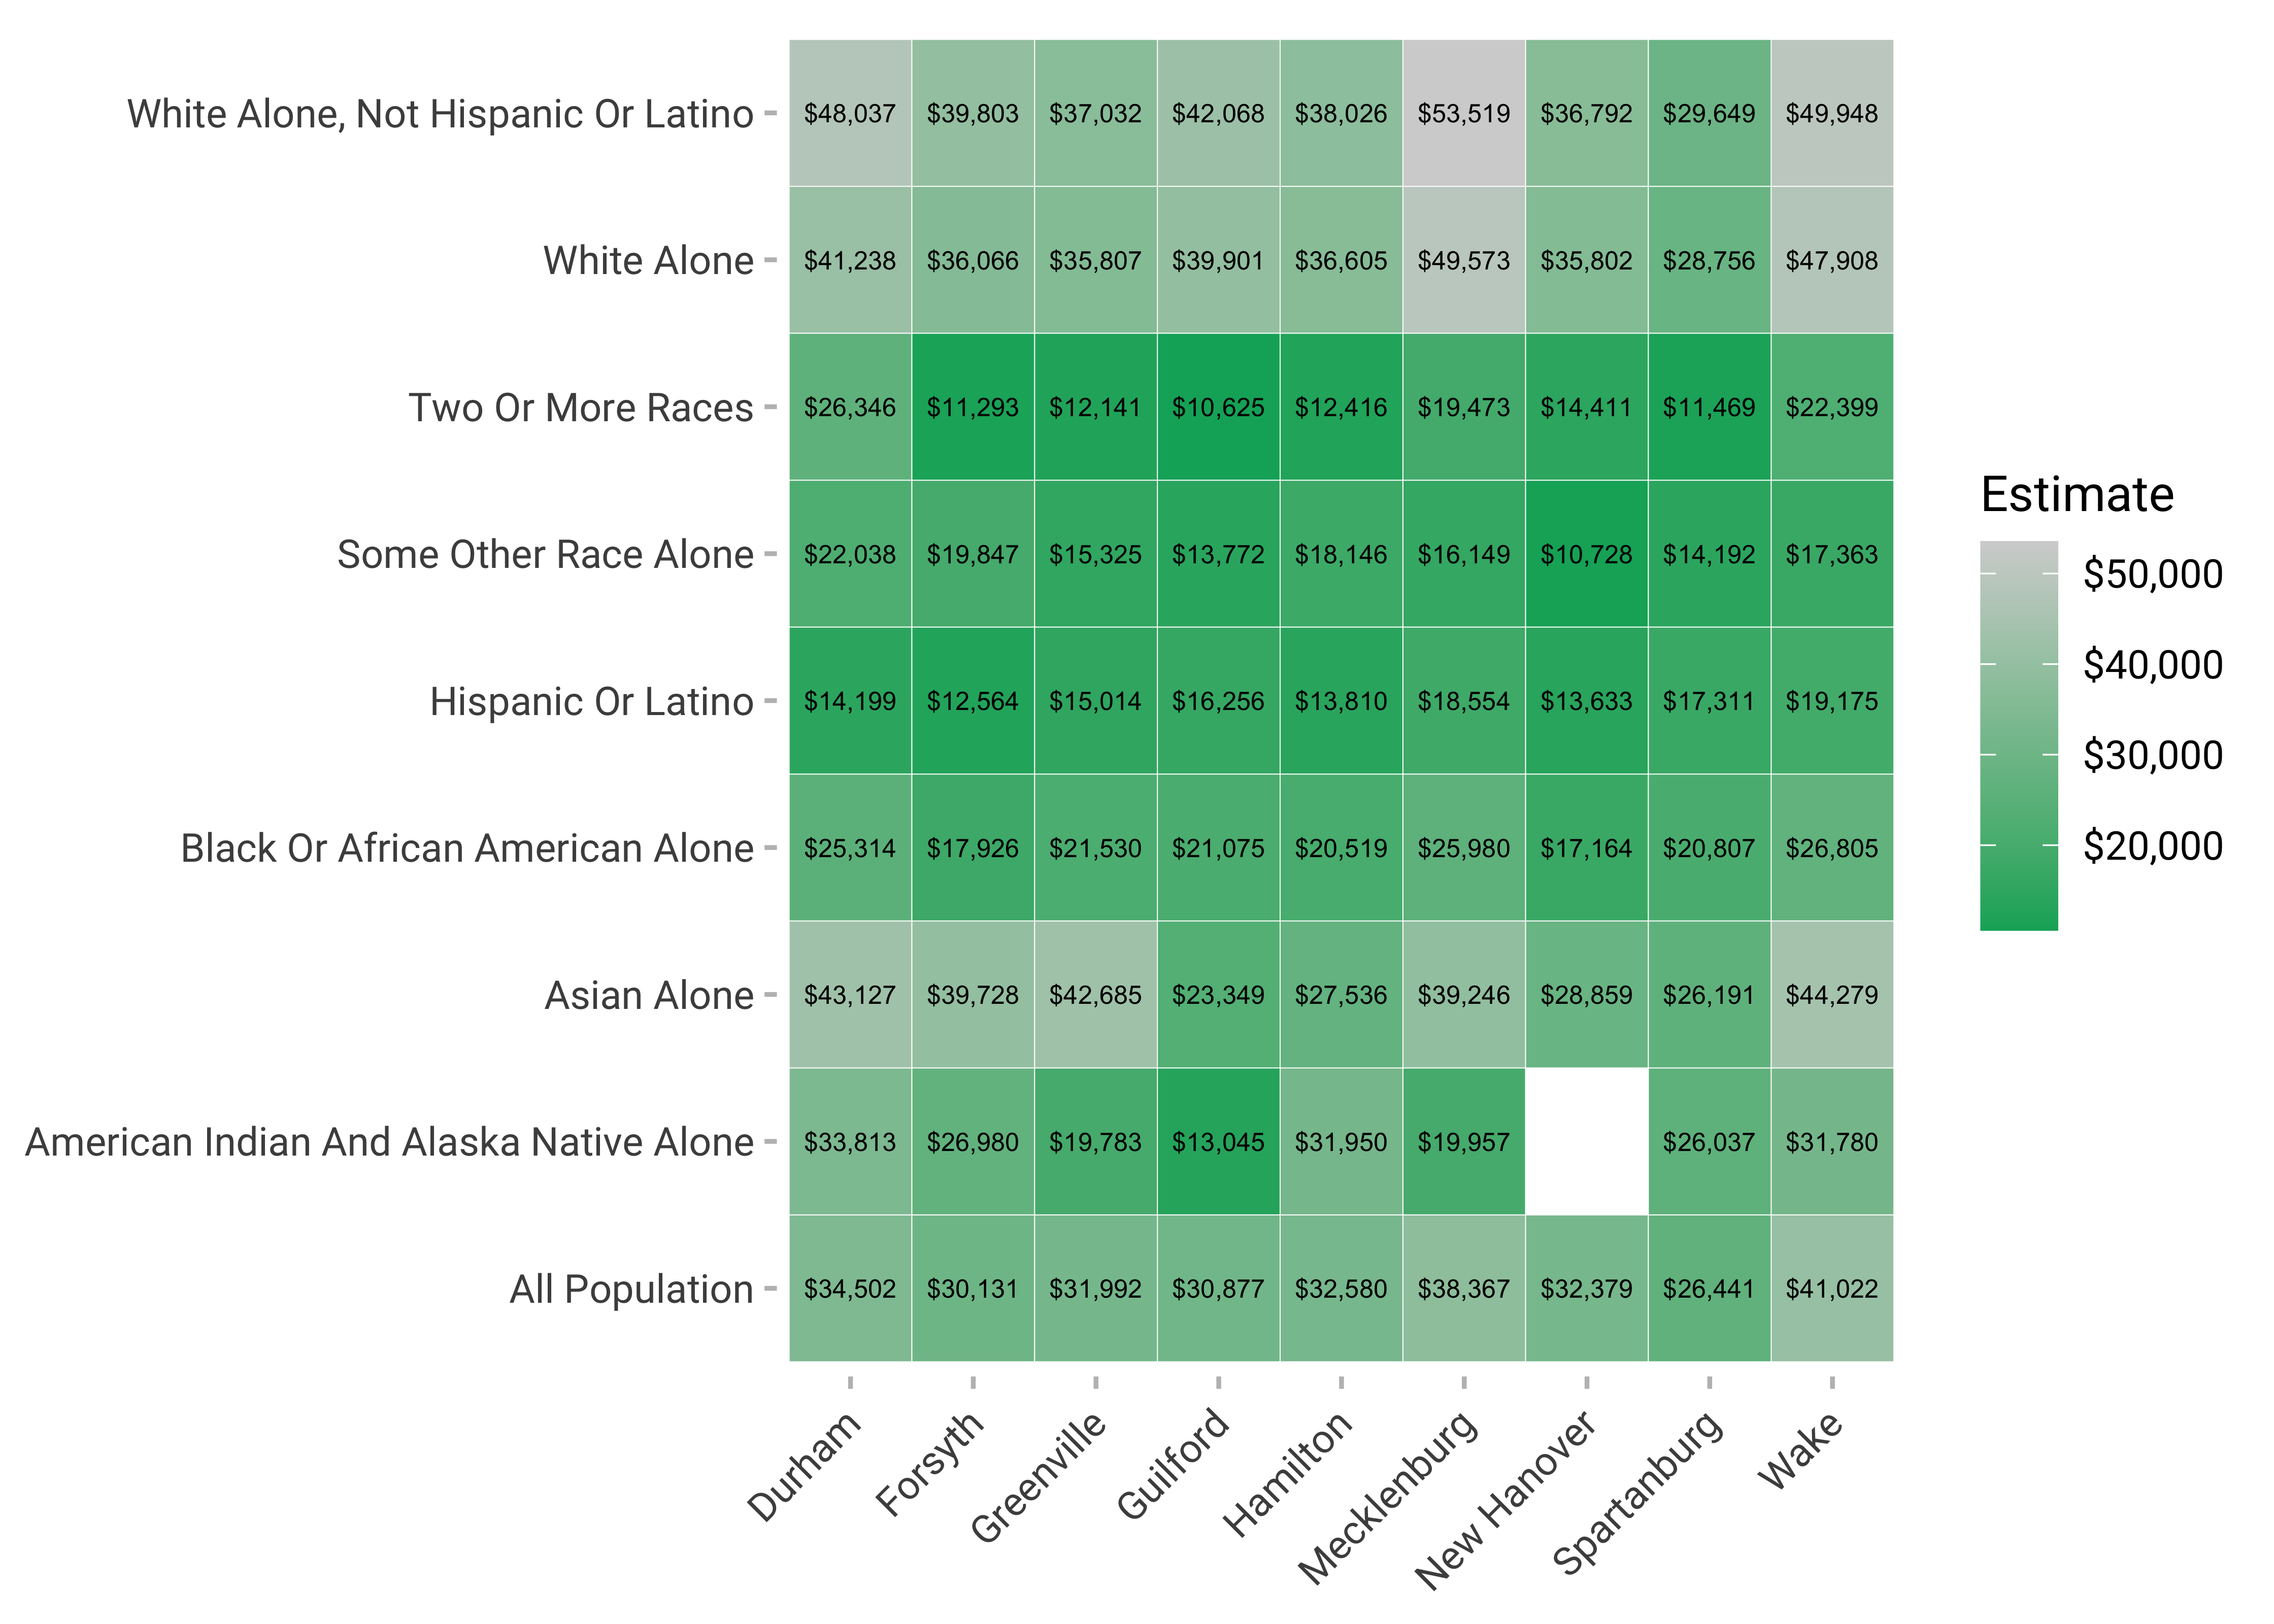 White Alone, Not Hispanic Or Latino $48,037 $39,803 $37,032 $42,068 $38,026 $53,519 $36,792 $29,649 $49,948
White Alone $41,238 $36,066 $35,807 $39,901 $36,605 $49,573 $35,802 $28,756 $47,908
Two Or More Races $26,346 $11,293 $12,141 $10,625 $12,416 $19,473 $14,411 $11,469 $22,399
Some Other Race Alone $22,038 $19,847 $15,325 $13,772 $18,146 $16,149 $10,728 $14,192 $17,363
Hispanic Or Latino $14,199 $12,564 $15,014 $16,256 $13,810 $18,554 $13,633 $17,311 $19,175
Black Or African American Alone $25,314 $17,926 $21,530 $21,075 $20,519 $25,980 $17,164 $20,807 $26,805
Asian Alone $43,127 $39,728 $42,685 $23,349 $27,536 $39,246 $28,859 $26,191 $44,279
American Indian And Alaska Native Alone $33,813 $26,980 $19,783 $13,045 $31,950 $19,957 $26,037 $31,780
All Population $34,502 $30,131 $31,992 $30,877 $32,580 $38,367 $32,379 $26,441 $41,022
Durham Forsyth Greenville Guilford Hamilton Mecklenburg New Hanover Spartanburg Wake
Estimate
$50,000
$40,000
$30,000
$20,000